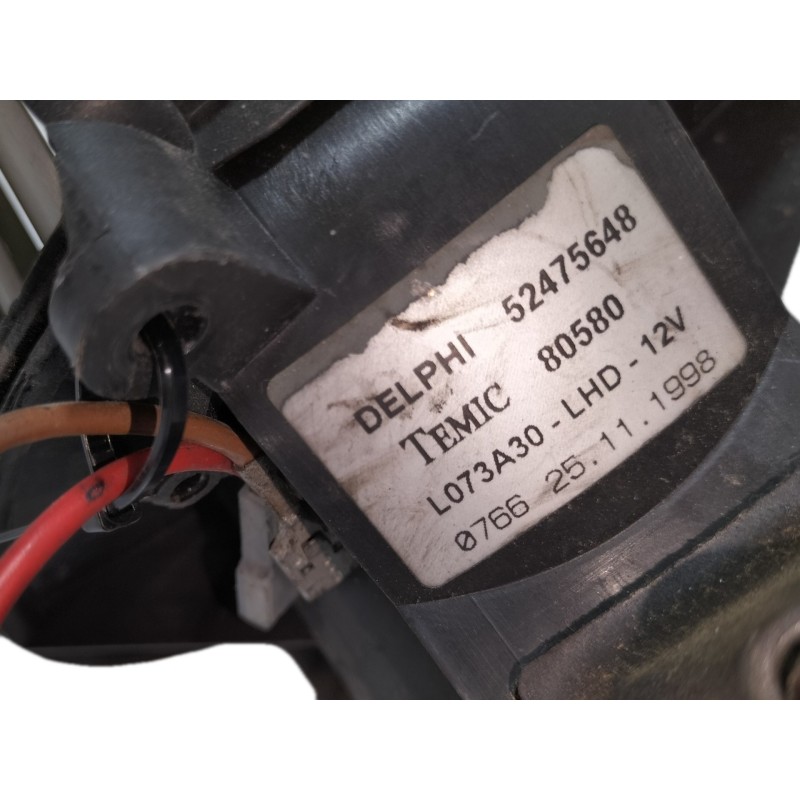 DELPHI 52475648
TEMIC 80580
L073A30 - LHD - 12V
0766 25.11.1998